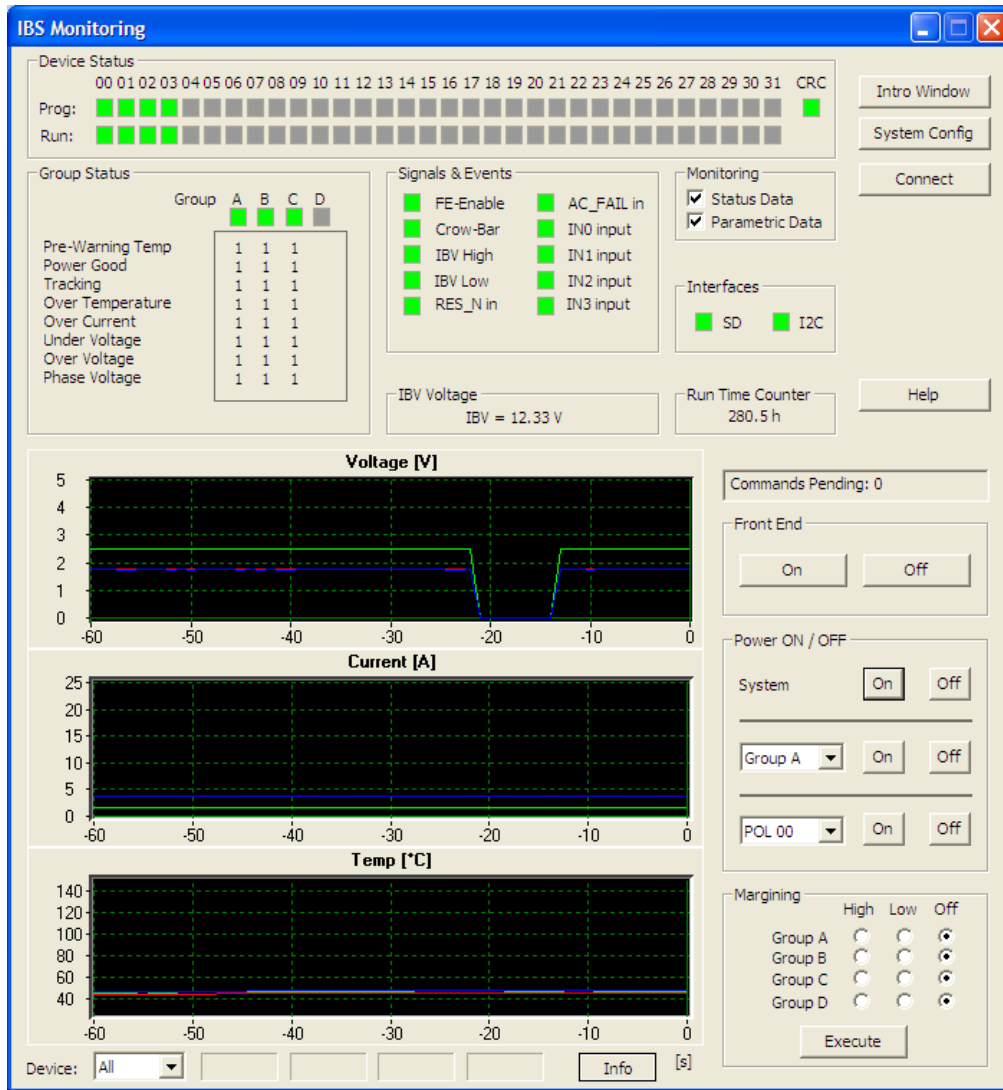 IBS Monitoring
Device Status
00 01 02 03 04 05 06 07 08 09 10 11 12 13 14 15 16 17 18 19 20 21 22 23 24 25 26 27 28 29 30 31 CRC
Prog:
Run:
Intro Window
System Config
Connect
Help
Group Status
Group A B C D
Pre-Warning Temp 1 1 1
Power Good 1 1 1
Tracking 1 1 1
Over Temperature 1 1 1
Over Current 1 1 1
Under Voltage 1 1 1
Over Voltage 1 1 1
Phase Voltage 1 1 1
Signals & Events
FE-Enable AC_FAIL in
Crow-Bar IN0 input
IBV High IN1 input
IBV Low IN2 input
RES_N in IN3 input
Monitoring
Status Data
Parametric Data
Interfaces
SD I2C
IBV Voltage
IBV = 12.33 V
Run Time Counter
280.5 h
Voltage [V]
5
4
3
2
1
0
-60 -50 -40 -30 -20 -10 0
Current [A]
25
20
15
10
5
0
-60 -50 -40 -30 -20 -10 0
Temp [°C]
140
120
100
80
60
40
-60 -50 -40 -30 -20 -10 0
Device: All Info [s]
Commands Pending: 0
Front End
On Off
Power ON / OFF
System On Off
Group A On Off
POL 00 On Off
Margining
High Low Off
Group A
Group B
Group C
Group D
Execute